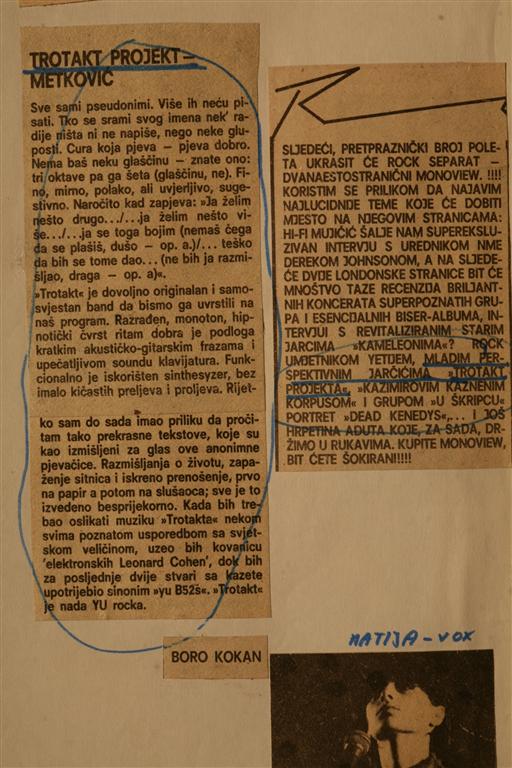 TROTAKT PROJEKT –
METKOVIĆ
Sve sami pseudonimi. Više ih neću pi-
sati. Tko se srami svog imena nek' ra-
dije ništa ni ne napiše, nego neke glu-
posti. Cura koja pjeva – pjeva dobro.
Nema baš neku glaščinu – znate ono:
tri oktave pa ga šeta (glaščinu, ne). Fi-
no, mimo, polako, ali uvjerljivo, suge-
stivno. Naročito kad zapjeva: »Ja želim
nešto drugo.../...ja želim nešto vi-
še.../...ja se toga bojim (nemaš čega
da se plašiš, dušo – op. a.)/... teško
da bih se tome dao... (ne bih ja razmi-
šljao, draga – op. a)«.
»Trotakt« je dovoljno originalan i samo-
svjestan band da bismo ga uvrstili na
naš program. Razrađen, monoton, hip-
notički čvrst ritam dobra je podloga
kratkim akustičko-gitarskim frazama i
upečatljivom soundu klavijatura. Funk-
cionalno je iskorišten sinthesyzer, bez
imalo kičastih preljeva i proljeva. Rijet-
ko sam do sada imao priliku da proči-
tam tako prekrasne tekstove, koje su
kao izmišljeni za glas ove anonimne
pjevačice. Razmišljanja o životu, zapa-
ženje sitnica i iskreno prenošenje, prvo
na papir a potom na slušaoca; sve je to
izvedeno besprijekorno. Kada bih tre-
bao oslikati muziku »Trotakta« nekom
svima poznatom usporedbom sa svjet-
skom veličinom, uzeo bih kovanicu
'elektronskih Leonard Cohen', dok bih
za posljednje dvije stvari sa kazete
upotrijebio sinonim »yu B52s«. »Trotakt«
je nada YU rocka.
BORO KOKAN
SLJEDEĆI, PRETPRAZNIČKI BROJ POLE-
TA UKRASIT ĆE ROCK SEPARAT –
DVANAESTOSTRANIČNI MONOVIEW. !!!!
KORISTIM SE PRILIKOM DA NAJAVIM
NAJLUCIDNIJE TEME KOJE ĆE DOBITI
MJESTO NA NJEGOVIM STRANICAMA:
HI-FI MUJIČIĆ ŠALJE NAM SUPEREKSLU-
ZIVAN INTERVJU S UREDNIKOM NME
DEREKOM JOHNSONOM, A NA SLJEDE-
ĆE DVIJE LONDONSKE STRANICE BIT ĆE
MNOŠTVO TAZE RECENZIJA BRILJANT-
NIH KONCERATA SUPERPOZNATIH GRU-
PA I ESENCIJALNIH BISER-ALBUMA, IN-
TERVJUI S REVITALIZIRANIM STARIM
JARCIMA »KAMELEONIMA«? ROCK
UMJETNIKOM YETIJEM, MLADIM PER-
SPEKTIVNIM JARČIĆIMA »TROTAKT
PROJEKTA«, »KAZIMIROVIM KAZNENIM
KORPUSOM« I GRUPOM »U ŠKRIPCU«
PORTRET »DEAD KENEDYS«,... I JOŠ
HRPETINA ADUTA KOJE, ZA SADA, DR-
ŽIMO U RUKAVIMA. KUPITE MONOVIEW,
BIT ĆETE ŠOKIRANI!!!!!
MATIJA – VOX